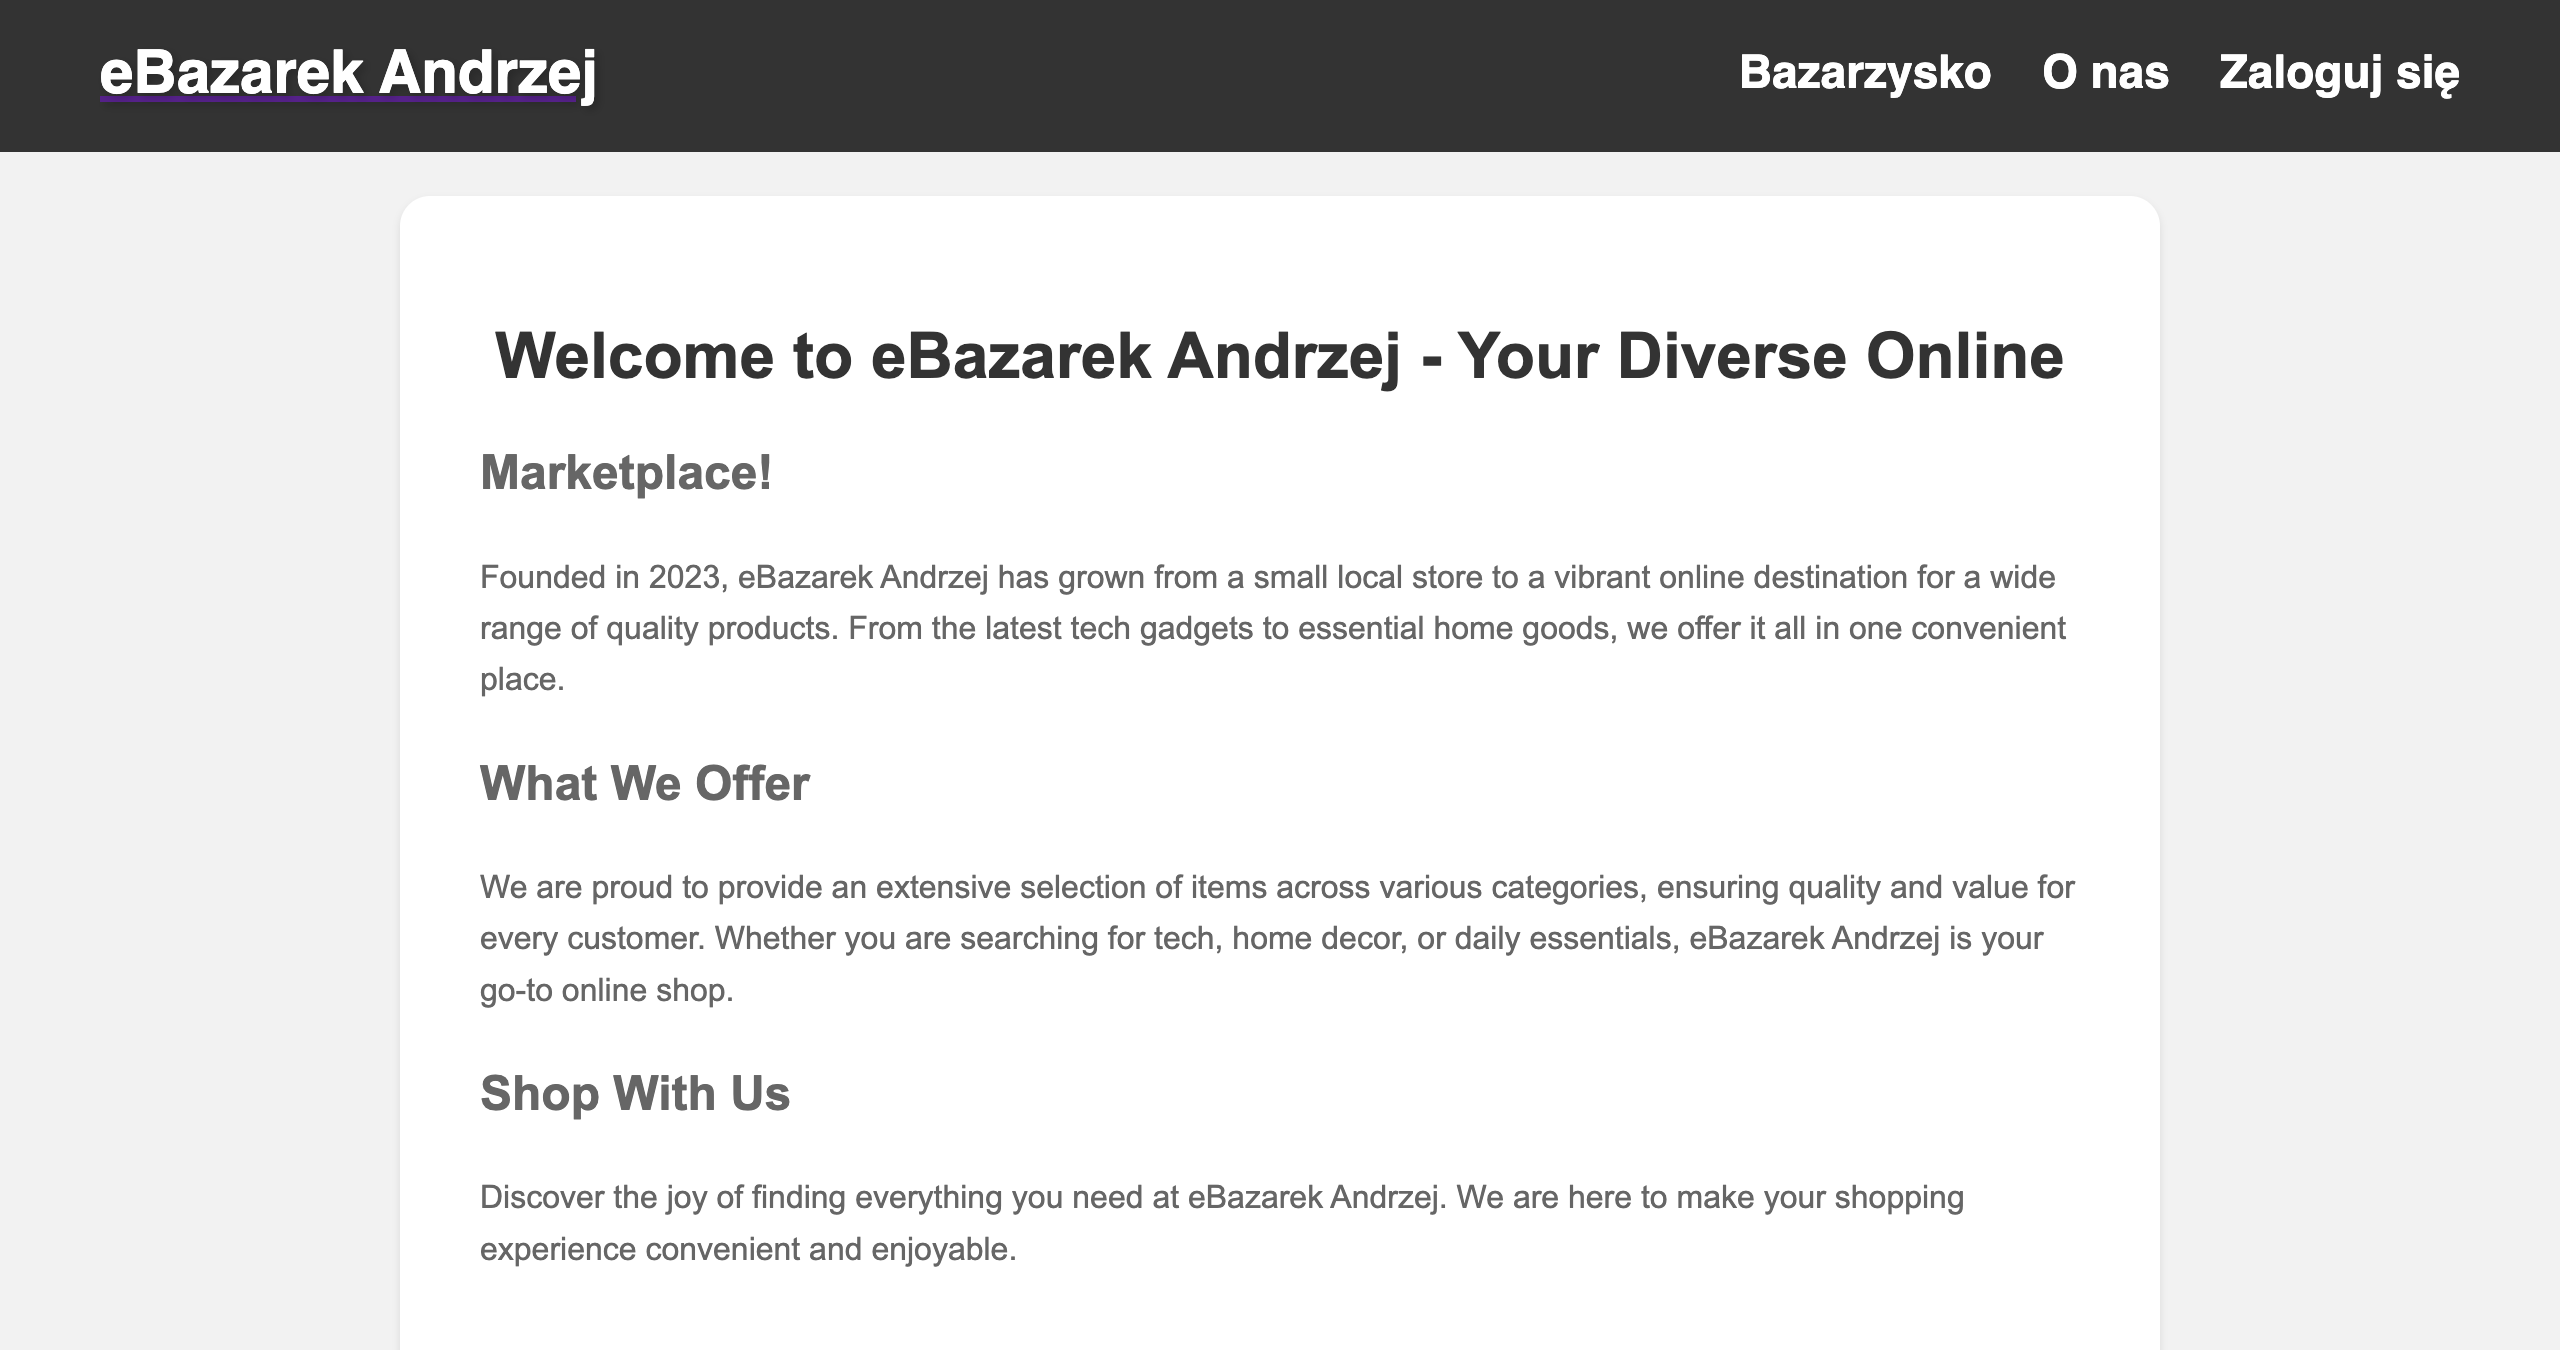 eBazarek Andrzej
Bazarzysko O nas Zaloguj się
Welcome to eBazarek Andrzej - Your Diverse Online
Marketplace!
Founded in 2023, eBazarek Andrzej has grown from a small local store to a vibrant online destination for a wide
range of quality products. From the latest tech gadgets to essential home goods, we offer it all in one convenient
place.
What We Offer
We are proud to provide an extensive selection of items across various categories, ensuring quality and value for
every customer. Whether you are searching for tech, home decor, or daily essentials, eBazarek Andrzej is your
go-to online shop.
Shop With Us
Discover the joy of finding everything you need at eBazarek Andrzej. We are here to make your shopping
experience convenient and enjoyable.